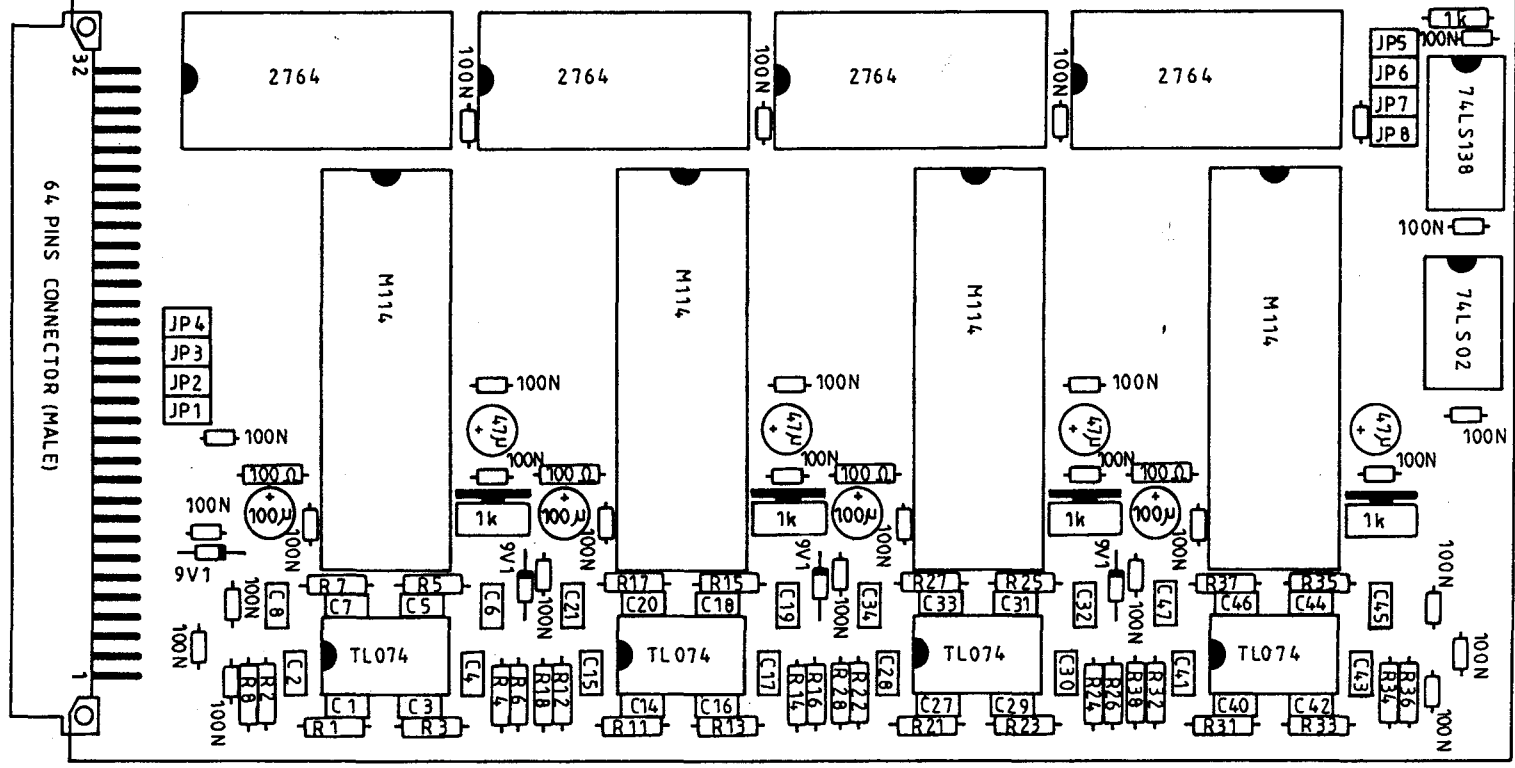 1k
100N
JP5
JP6
JP7
JP8
32
2764
100N
2764
100N
2764
100N
2764
74LS138
100N
64 PINS CONNECTOR (MALE)
M114
M114
M114
M114
74LS02
JP4
JP3
JP2
JP1
100N
100N
100N
100N
+ 47µ
+ 47µ
+ 47µ
+ 47µ
100N
100N
100N
100N
100N
100Ω
100Ω
100Ω
100Ω
100N
+ 100µ
+ 100µ
+ 100µ
+ 100µ
100N
100N
100N
100N
1k
1k
1k
1k
9V1
9V1
9V1
9V1
100N
100N
100N
100N
100N
C8
R7
R5
C7
C5
C6
C21
R17
R15
C20
C18
C19
C34
R27
R25
C33
C31
C32
C47
R37
R35
C46
C44
C45
TL074
TL074
TL074
TL074
100N
100N
R8
R2
C2
C4
R4
R6
R18
R12
C15
C17
R14
R16
R28
R22
C28
C30
R24
R26
R38
R32
C41
C43
R34
R36
1
100N
C1
C3
C14
C16
C27
C29
C40
C42
100N
R1
R3
R11
R13
R21
R23
R31
R33